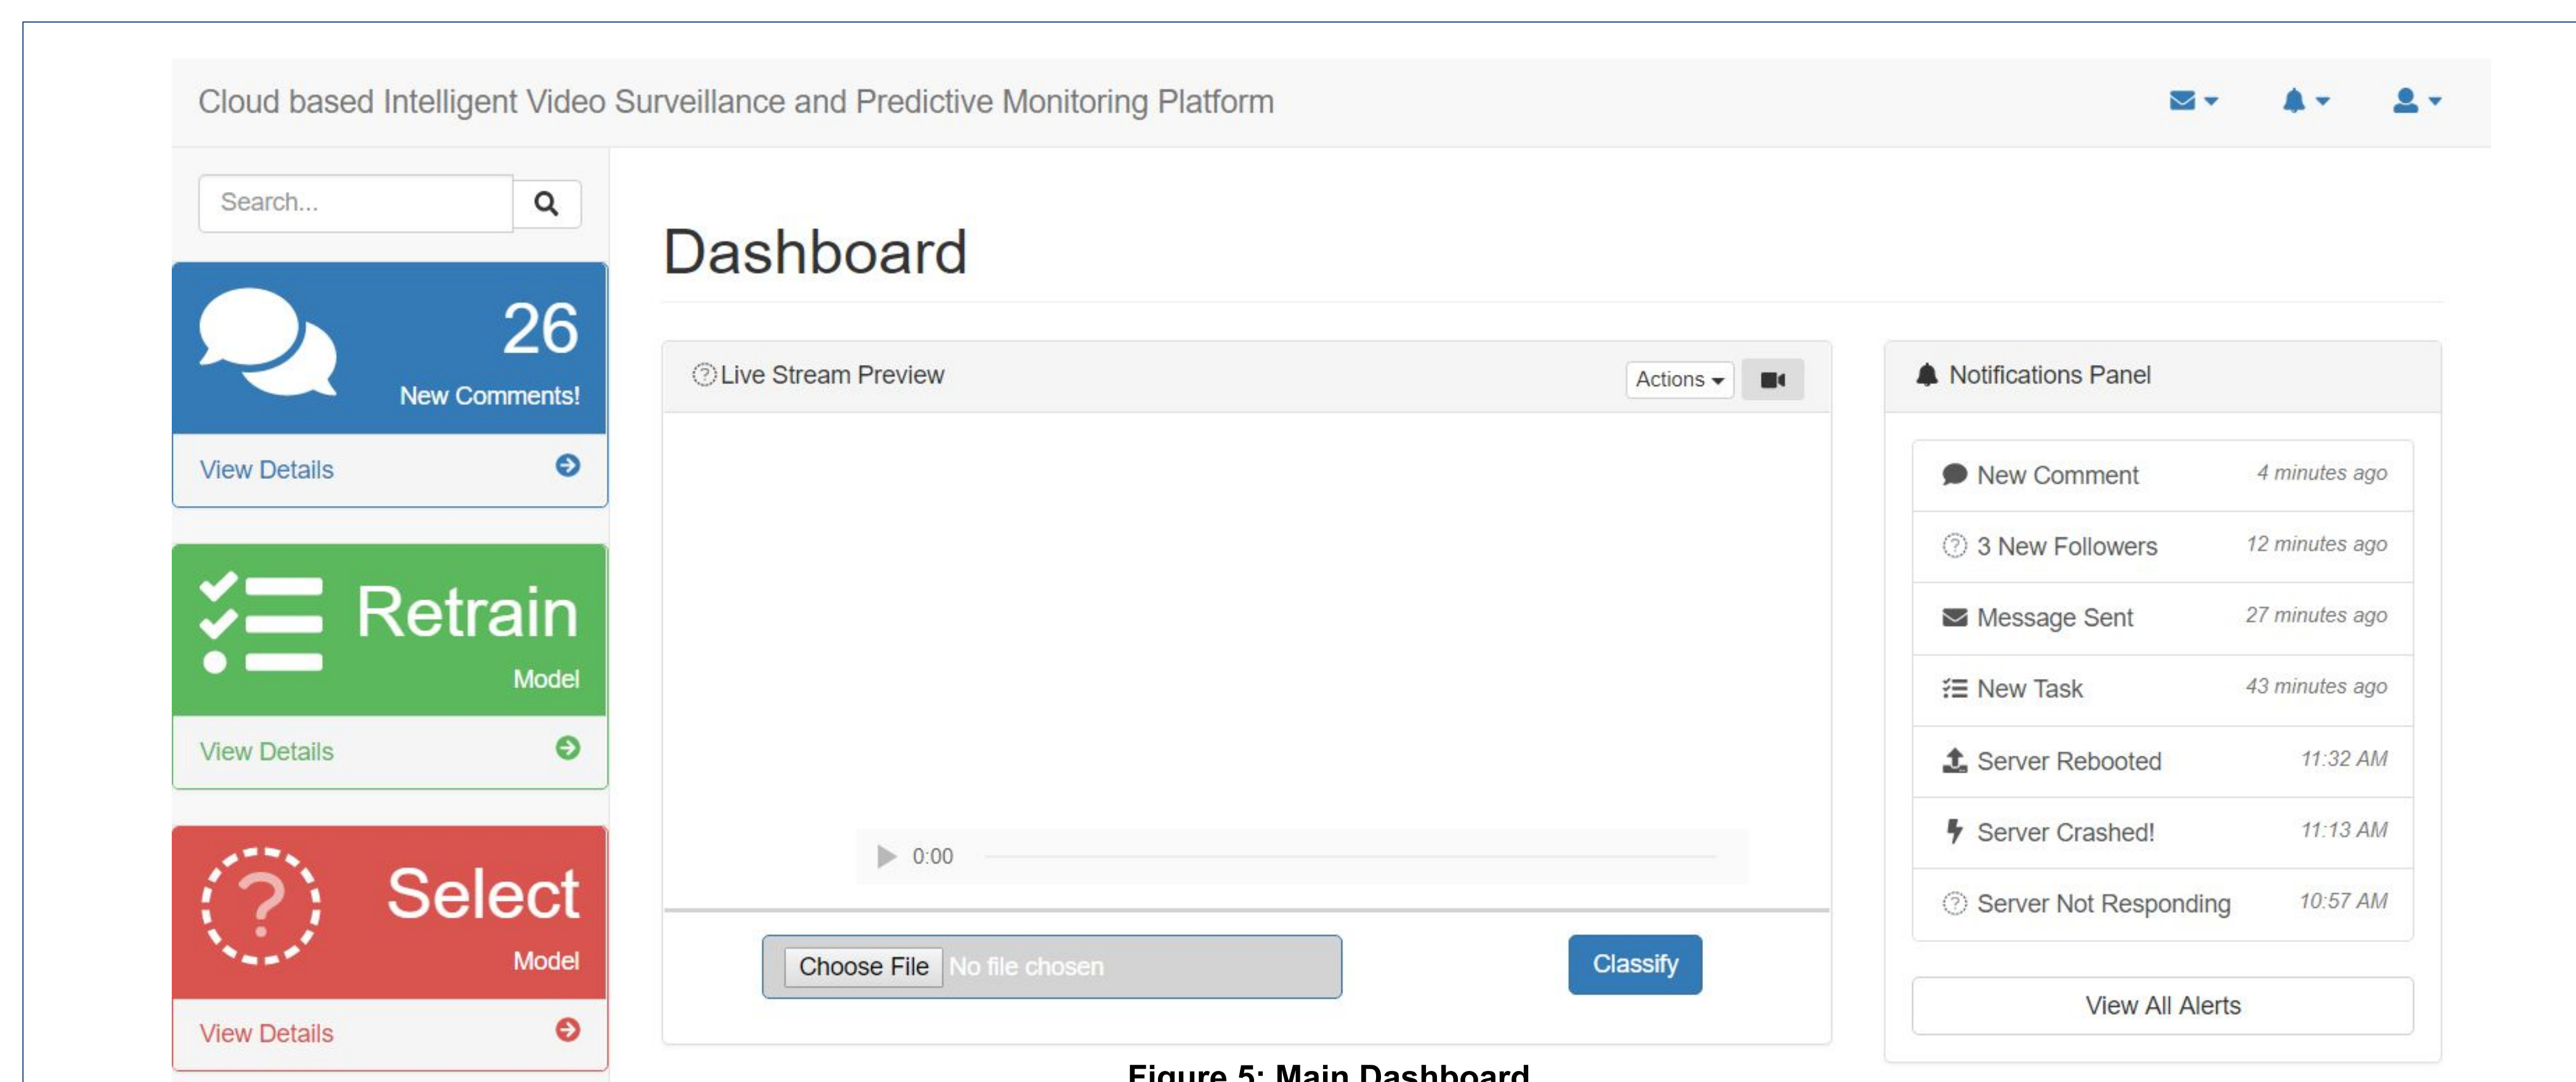 Cloud based Intelligent Video Surveillance and Predictive Monitoring Platform
Search...
Dashboard
26
New Comments!
View Details
Retrain
Model
View Details
Select
Model
View Details
Live Stream Preview
Actions
0:00
Choose File No file chosen
Classify
Notifications Panel
New Comment 4 minutes ago
3 New Followers 12 minutes ago
Message Sent 27 minutes ago
New Task 43 minutes ago
Server Rebooted 11:32 AM
Server Crashed! 11:13 AM
Server Not Responding 10:57 AM
View All Alerts
Figure 5: Main Dashboard